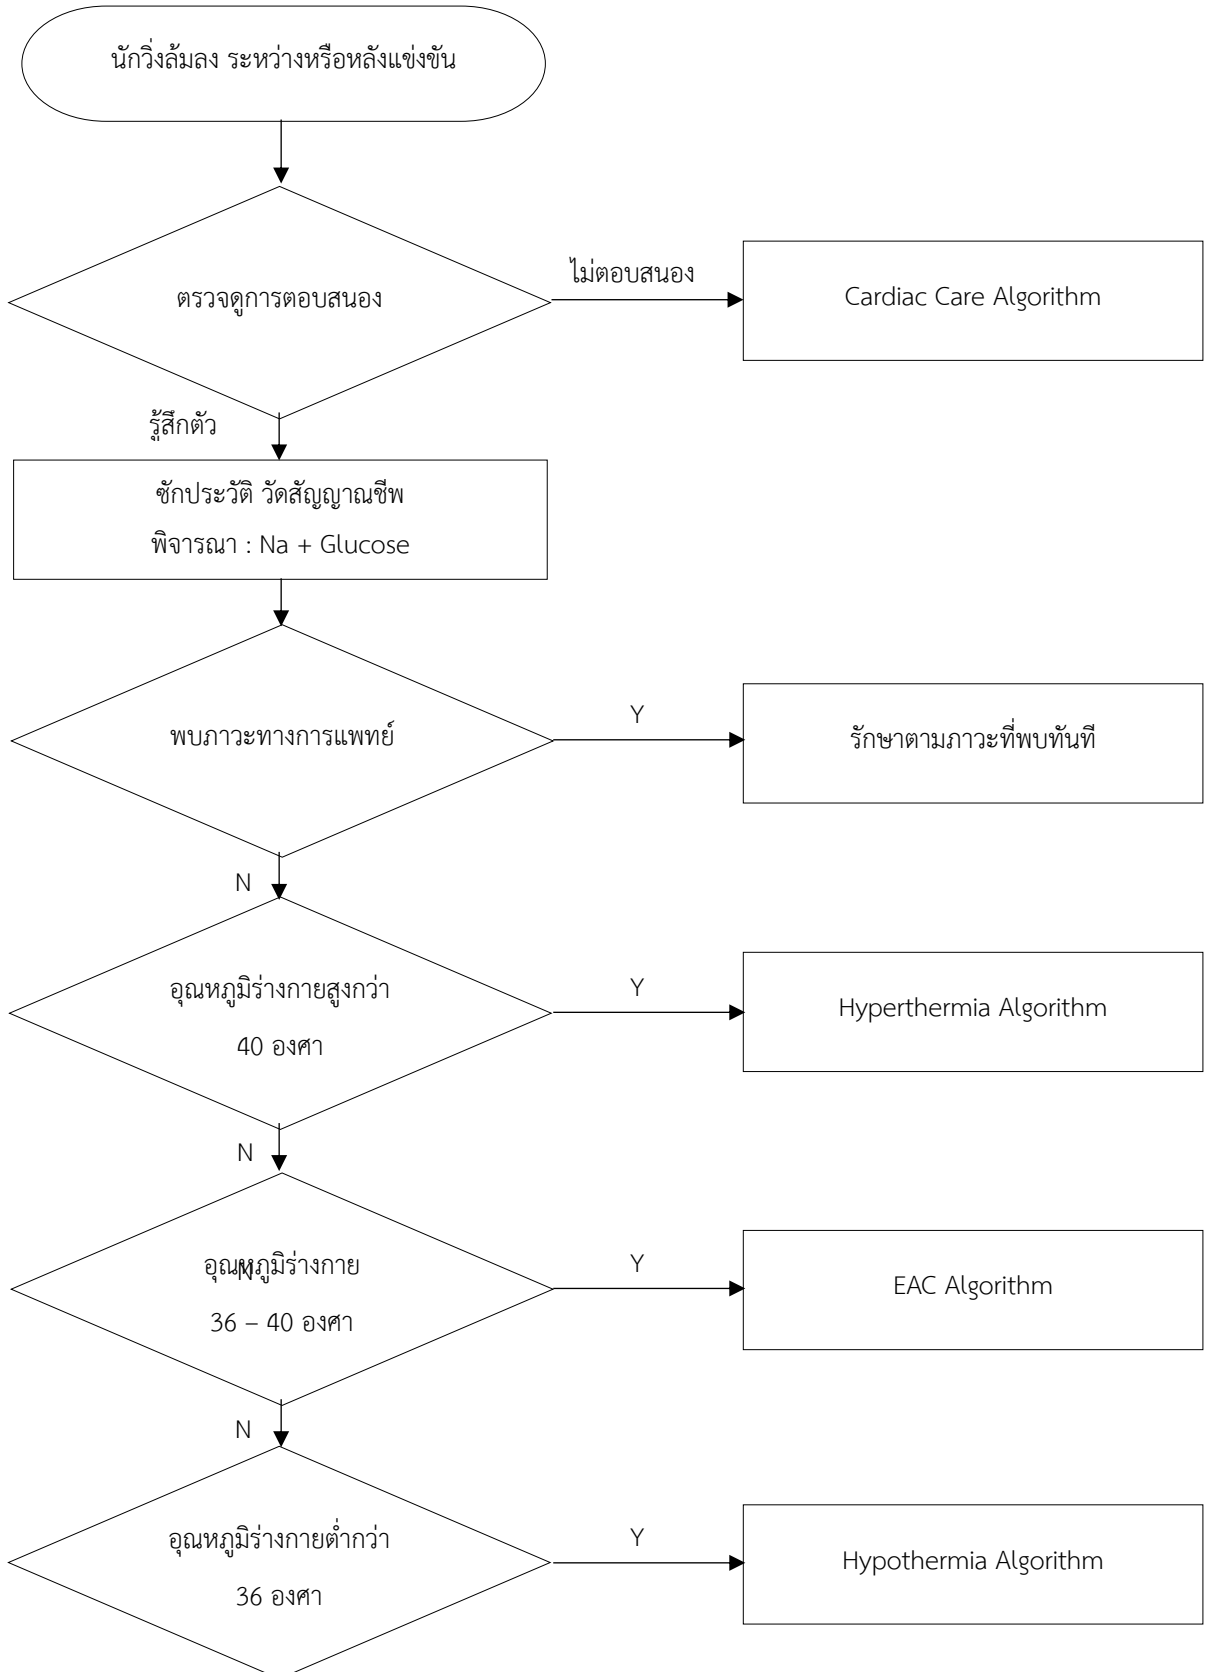 นักวิ่งล้มลง ระหว่างหรือหลังแข่งขัน
ไม่ตอบสนอง
ตรวจดูการตอบสนอง
Cardiac Care Algorithm
รู้สึกตัว
ซักประวัติ วัดสัญญาณชีพ
พิจารณา : Na + Glucose
Y
พบภาวะทางการแพทย์
รักษาตามภาวะที่พบทันที
N
อุณหภูมิร่างกายสูงกว่า
40 องศา
Y
Hyperthermia Algorithm
N
อุณหภูมิร่างกาย
N
36 – 40 องศา
Y
EAC Algorithm
N
อุณหภูมิร่างกายต่ำกว่า
36 องศา
Y
Hypothermia Algorithm